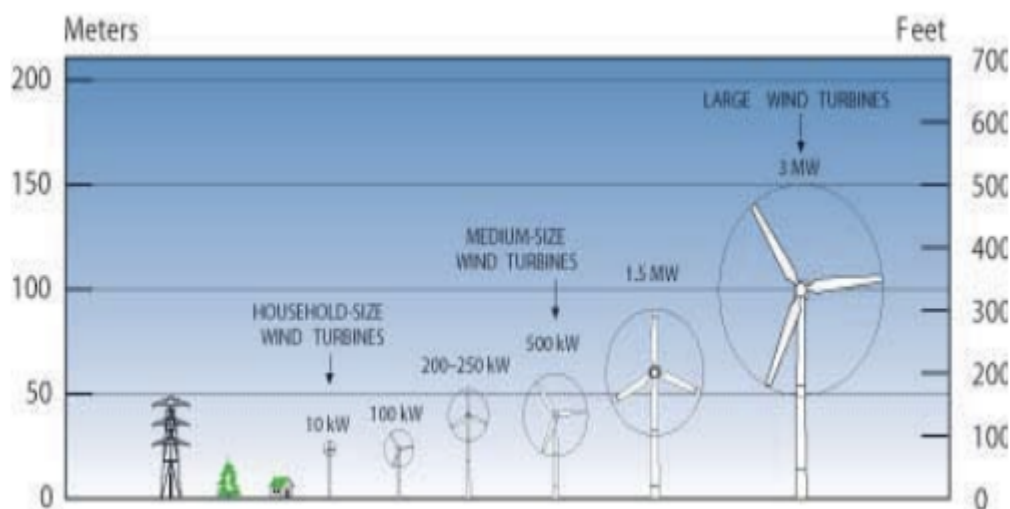 Meters
Feet
200
700
LARGE WIND TURBINES
600
3 MW
150
500
MEDIUM-SIZE
WIND TURBINES
400
1.5 MW
100
HOUSEHOLD-SIZE
WIND TURBINES
300
500 kW
200–250 kW
50
200
10 kW
100 kW
100
0
0